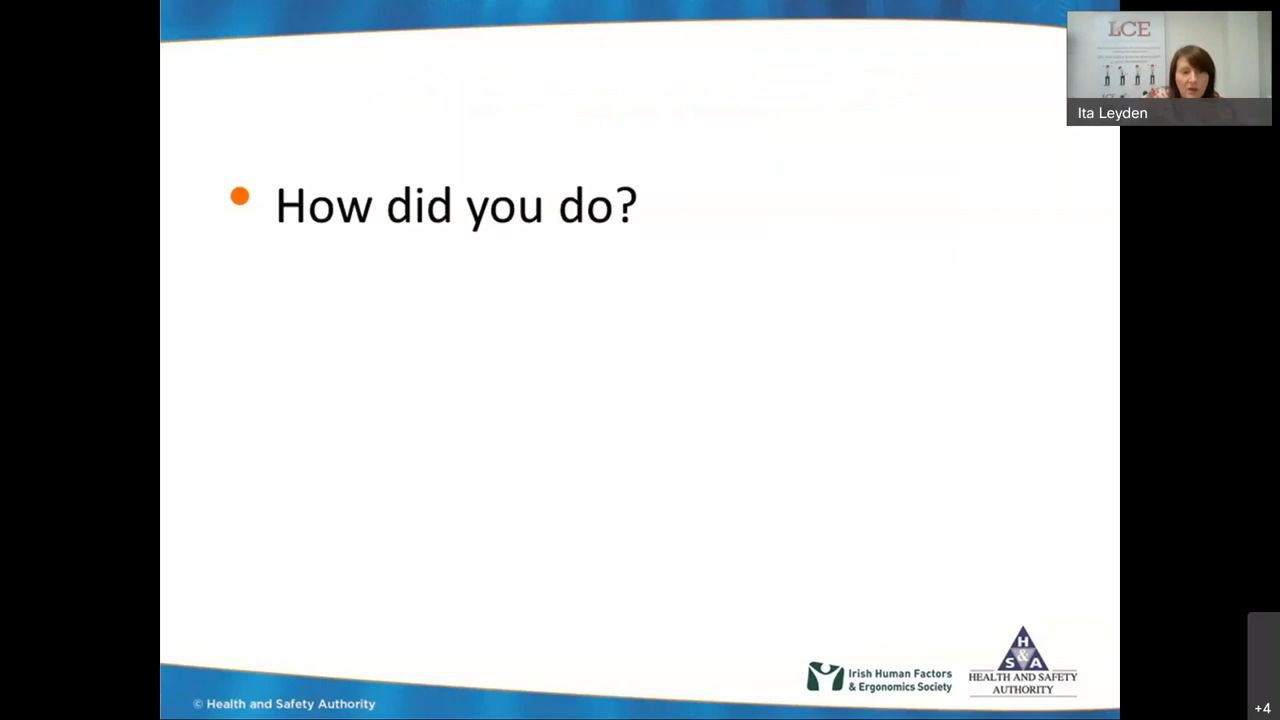 LCE
Ita Leyden
How did you do?
H
&
S A
Irish Human Factors
& Ergonomics Society
HEALTH AND SAFETY
AUTHORITY
© Health and Safety Authority
+4